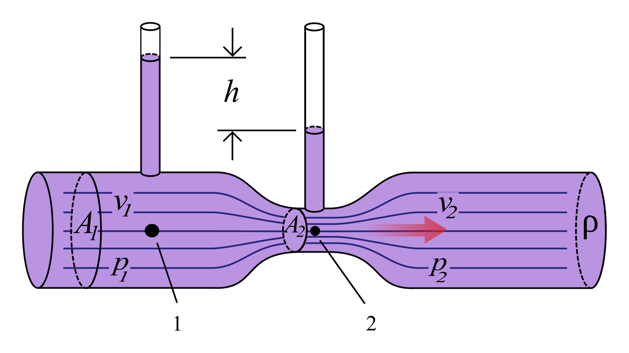 h
v₁
v₂
A₁
A₂
ρ
p₁
p₂
1
2